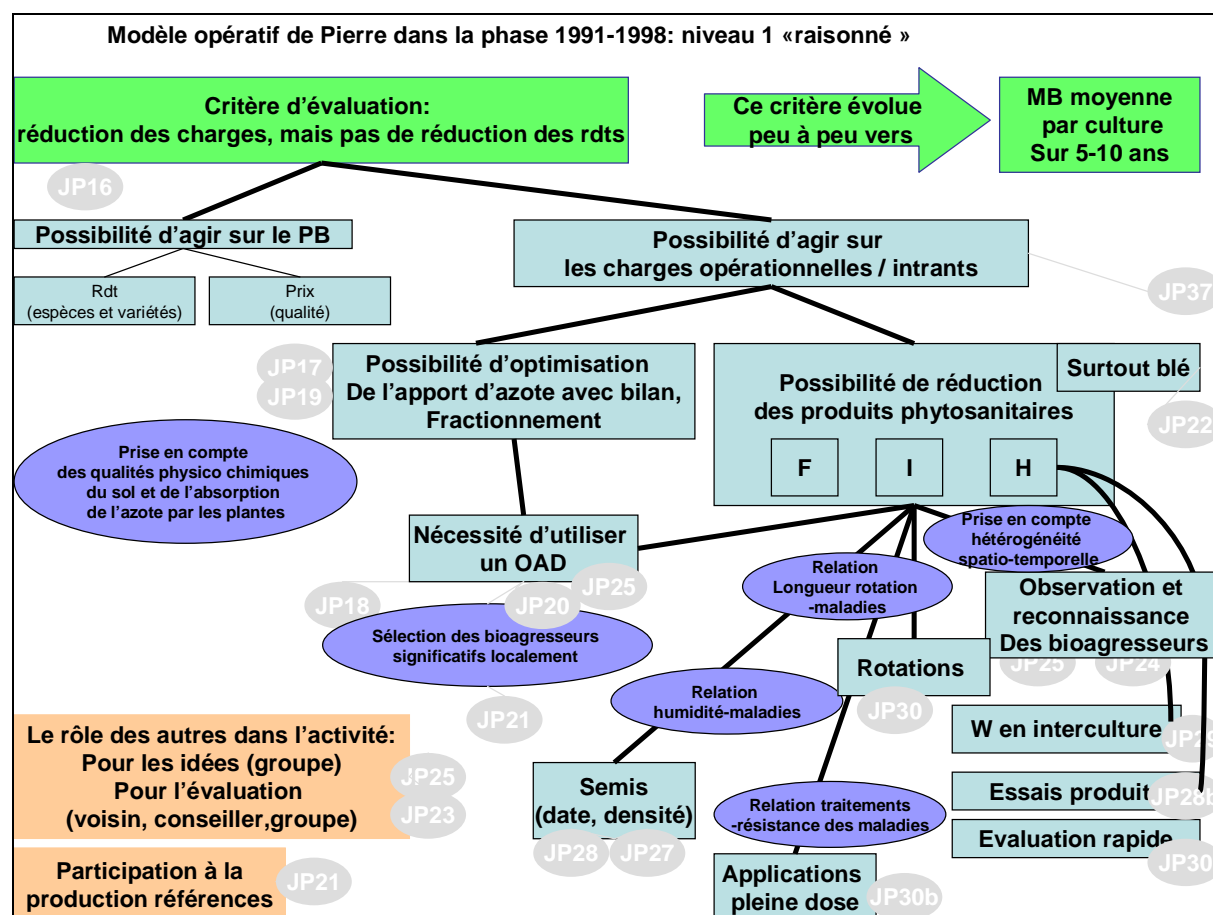 Modèle opératif de Pierre dans la phase 1991-1998: niveau 1 «raisonné »
Critère d'évaluation:
réduction des charges, mais pas de réduction des rdts
Ce critère évolue
peu à peu vers
MB moyenne
par culture
Sur 5-10 ans
JP16
Possibilité d'agir sur le PB
Possibilité d'agir sur
les charges opérationnelles / intrants
Rdt
(espèces et variétés)
Prix
(qualité)
JP37
JP17
JP19
Possibilité d'optimisation
De l'apport d'azote avec bilan,
Fractionnement
Possibilité de réduction
des produits phytosanitaires
Surtout blé
JP22
F
I
H
Prise en compte
des qualités physico chimiques
du sol et de l'absorption
de l'azote par les plantes
Nécessité d'utiliser
un OAD
Prise en compte
hétérogénéité
spatio-temporelle
Relation
Longueur rotation
-maladies
JP18
JP20
JP25
Sélection des bioagresseurs
significatifs localement
JP21
Observation et
reconnaissance
Des bioagresseurs
JP25
JP24
Rotations
JP30
Relation
humidité-maladies
W en interculture
JP29
Le rôle des autres dans l'activité:
Pour les idées (groupe)
Pour l'évaluation
(voisin, conseiller,groupe)
JP25
JP23
Semis
(date, densité)
JP28
JP27
Relation traitements
-résistance des maladies
Essais produit
JP28b
Evaluation rapide
JP30
Participation à la
production références
JP21
Applications
pleine dose
JP30b